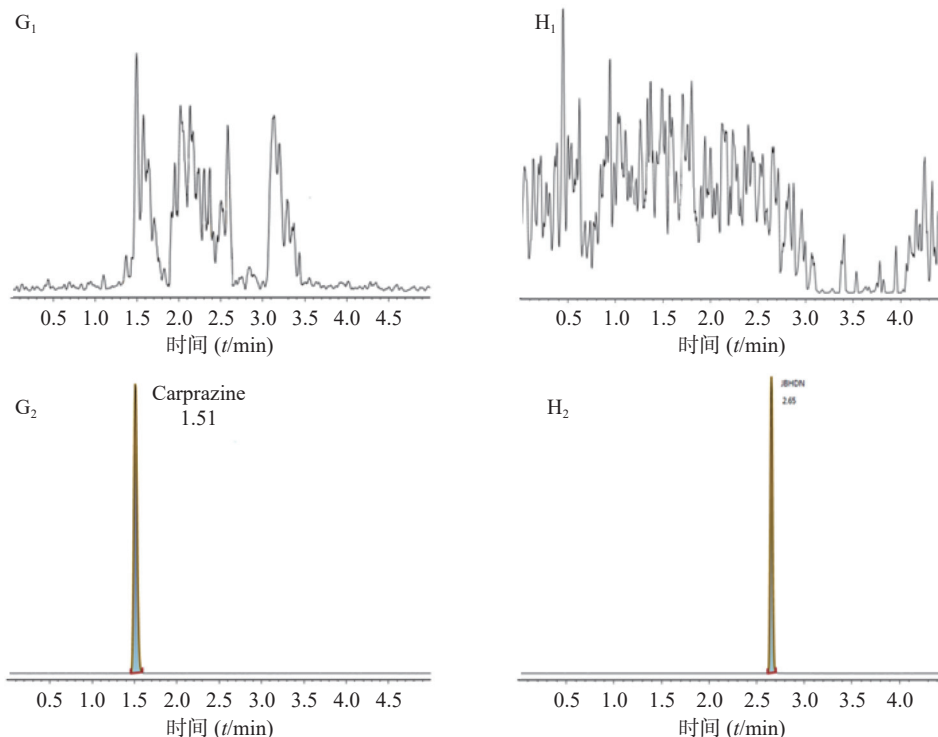 G₁
0.5 1.0 1.5 2.0 2.5 3.0 3.5 4.0 4.5
时间 (t/min)
H₁
0.5 1.0 1.5 2.0 2.5 3.0 3.5 4.0
时间 (t/min)
G₂
Carprazine
1.51
0.5 1.0 1.5 2.0 2.5 3.0 3.5 4.0 4.5
时间 (t/min)
H₂
JBHDN
2.65
0.5 1.0 1.5 2.0 2.5 3.0 3.5 4.0
时间 (t/min)